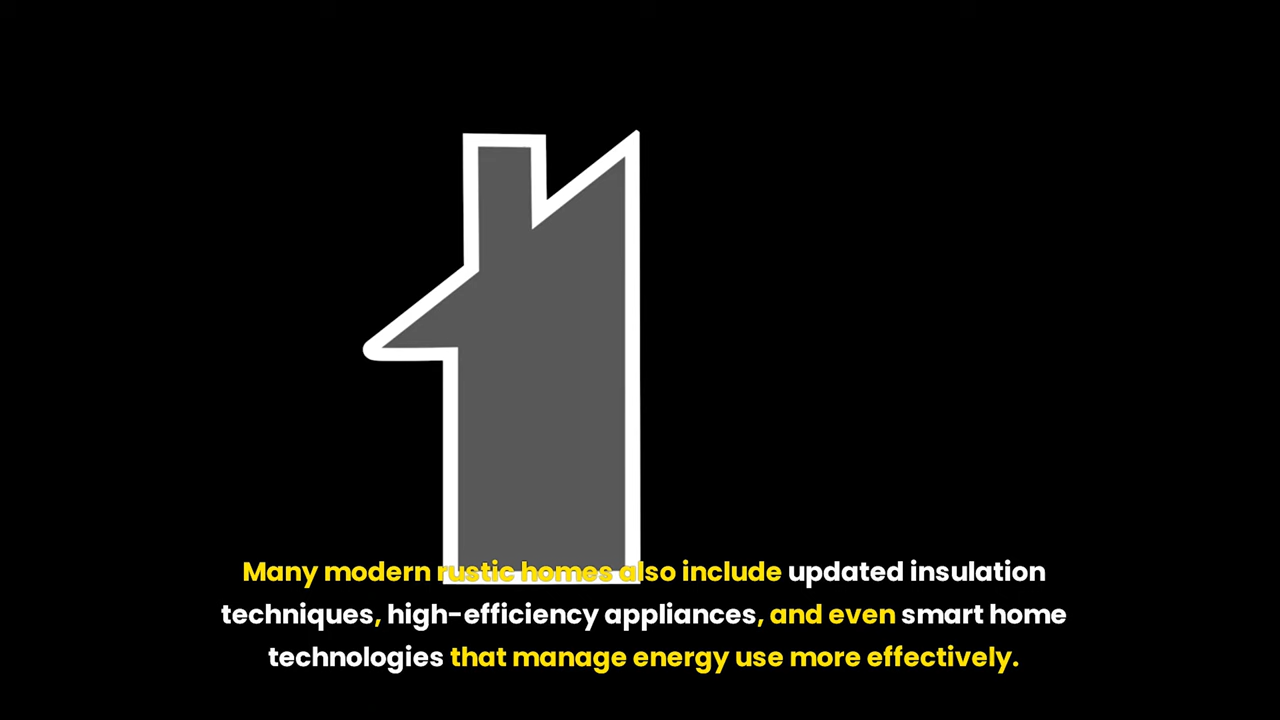 Many modern rustic homes also include updated insulation
techniques, high-efficiency appliances, and even smart home
technologies that manage energy use more effectively.